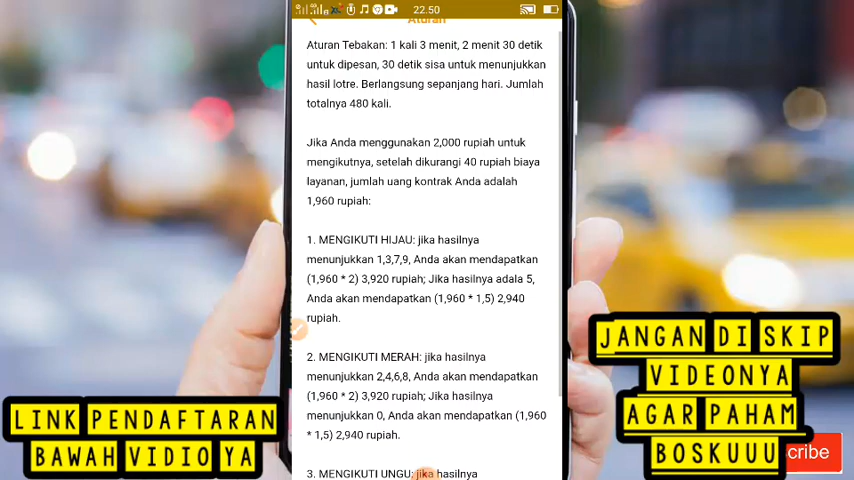 22.50
Aturan
Aturan Tebakan: 1 kali 3 menit, 2 menit 30 detik
untuk dipesan, 30 detik sisa untuk menunjukkan
hasil lotre. Berlangsung sepanjang hari. Jumlah
totalnya 480 kali.
Jika Anda menggunakan 2,000 rupiah untuk
mengikutnya, setelah dikurangi 40 rupiah biaya
layanan, jumlah uang kontrak Anda adalah
1,960 rupiah:
1. MENGIKUTI HIJAU: jika hasilnya
menunjukkan 1,3,7,9, Anda akan mendapatkan
(1,960 * 2) 3,920 rupiah; Jika hasilnya adala 5,
Anda akan mendapatkan (1,960 * 1,5) 2,940
rupiah.
2. MENGIKUTI MERAH: jika hasilnya
menunjukkan 2,4,6,8, Anda akan mendapatkan
(1,960 * 2) 3,920 rupiah; Jika hasilnya
menunjukkan 0, Anda akan mendapatkan (1,960
* 1,5) 2,940 rupiah.
3. MENGIKUTI UNGU: jika hasilnya
LINK PENDAFTARAN
BAWAH VIDIO YA
JANGAN DI SKIP
VIDEONYA
AGAR PAHAM
BOSKUUU
cribe